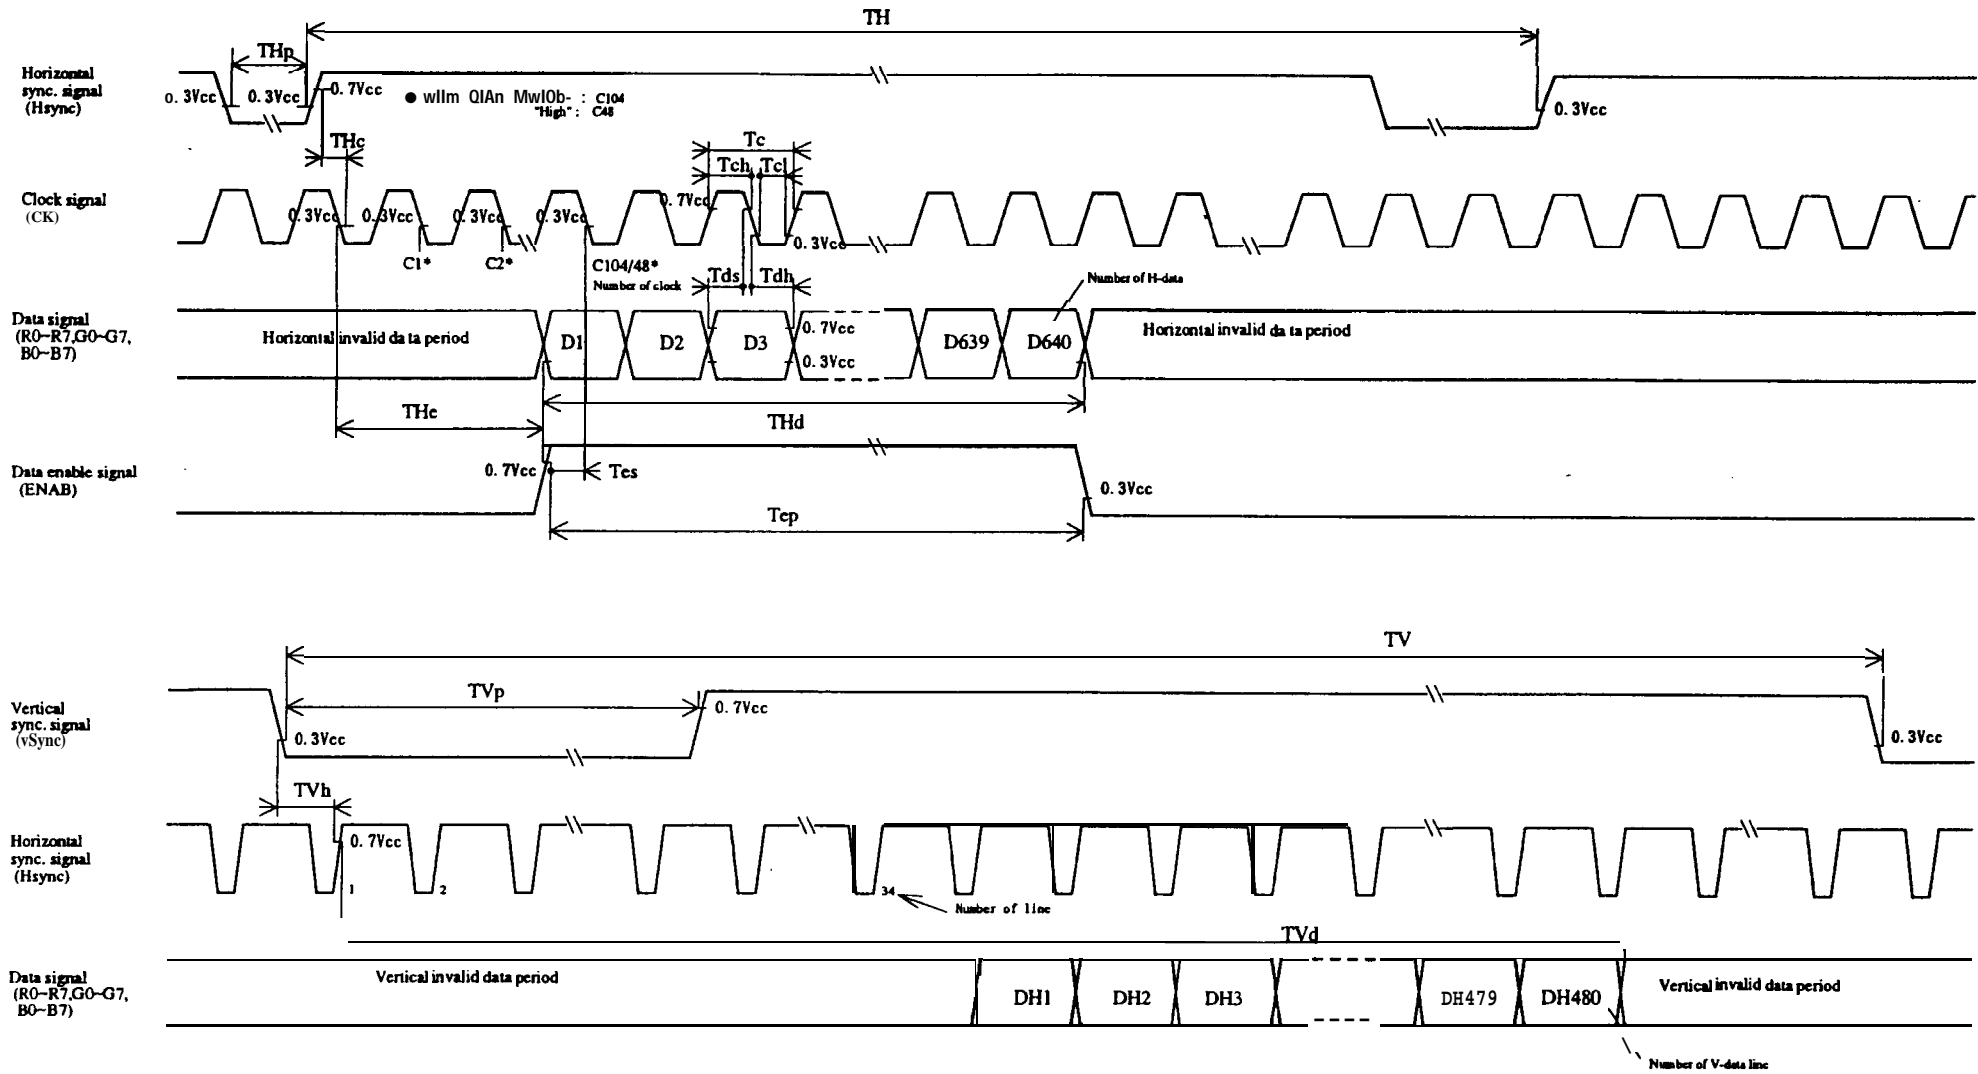 TH
THp
Horizontal
sync. signal
(Hsync)
0.3Vcc
0.3Vcc
0.7Vcc
● wIIm QIAn MwIOb- : C104
"High" : C48
0.3Vcc
THc
Tc
Tch
Tcl
Clock signal
(CK)
0.3Vcc
0.3Vcc
0.3Vcc
0.3Vcc
0.7Vcc
0.3Vcc
C1*
C2*
C104/48*
Number of clock
Tds
Tdh
Number of H-data
Data signal
(R0~R7,G0~G7,
B0~B7)
Horizontal invalid data period
D1
D2
D3
0.7Vcc
0.3Vcc
D639
D640
Horizontal invalid data period
THe
THd
Data enable signal
(ENAB)
0.7Vcc
Tes
0.3Vcc
Tep
TV
TVp
Vertical
sync. signal
(vSync)
0.3Vcc
0.7Vcc
0.3Vcc
TVh
Horizontal
sync. signal
(Hsync)
0.7Vcc
1
2
34
Number of line
TVd
Data signal
(R0~R7,G0~G7,
B0~B7)
Vertical invalid data period
DH1
DH2
DH3
DH479
DH480
Vertical invalid data period
Number of V-data line